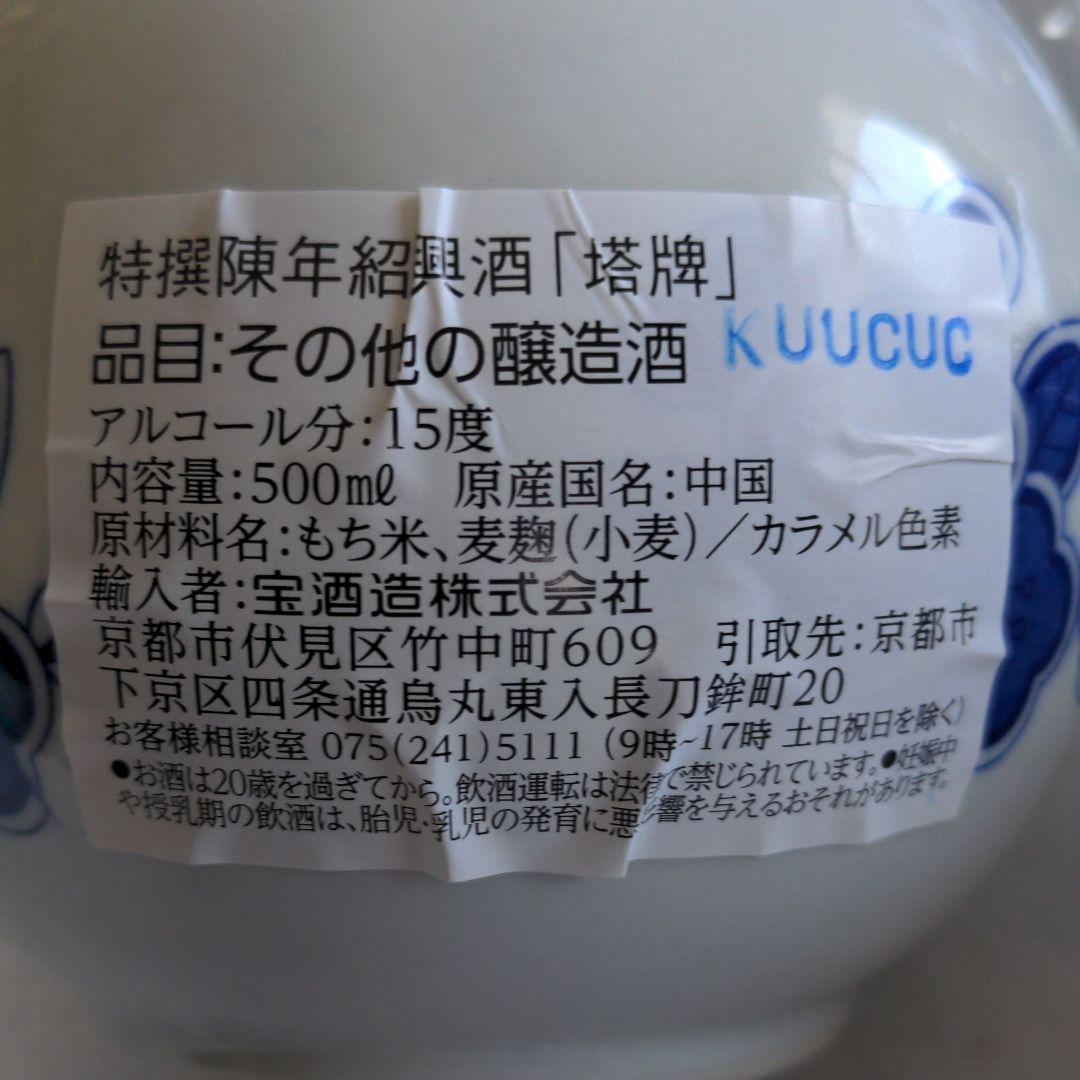 特撰陳年紹興酒「塔牌」
品目:その他の醸造酒 KUUCUC
アルコール分:15度
内容量:500㎖ 原産国名:中国
原材料名:もち米、麦麹(小麦)/カラメル色素
輸入者:宝酒造株式会社
京都市伏見区竹中町609 引取先:京都市
下京区四条通烏丸東入長刀鉾町20
お客様相談室 075(241)5111 (9時~17時 土日祝日を除く)
●お酒は20歳を過ぎてから。飲酒運転は法律で禁じられています。●妊娠中
や授乳期の飲酒は、胎児・乳児の発育に悪影響を与えるおそれがあります。